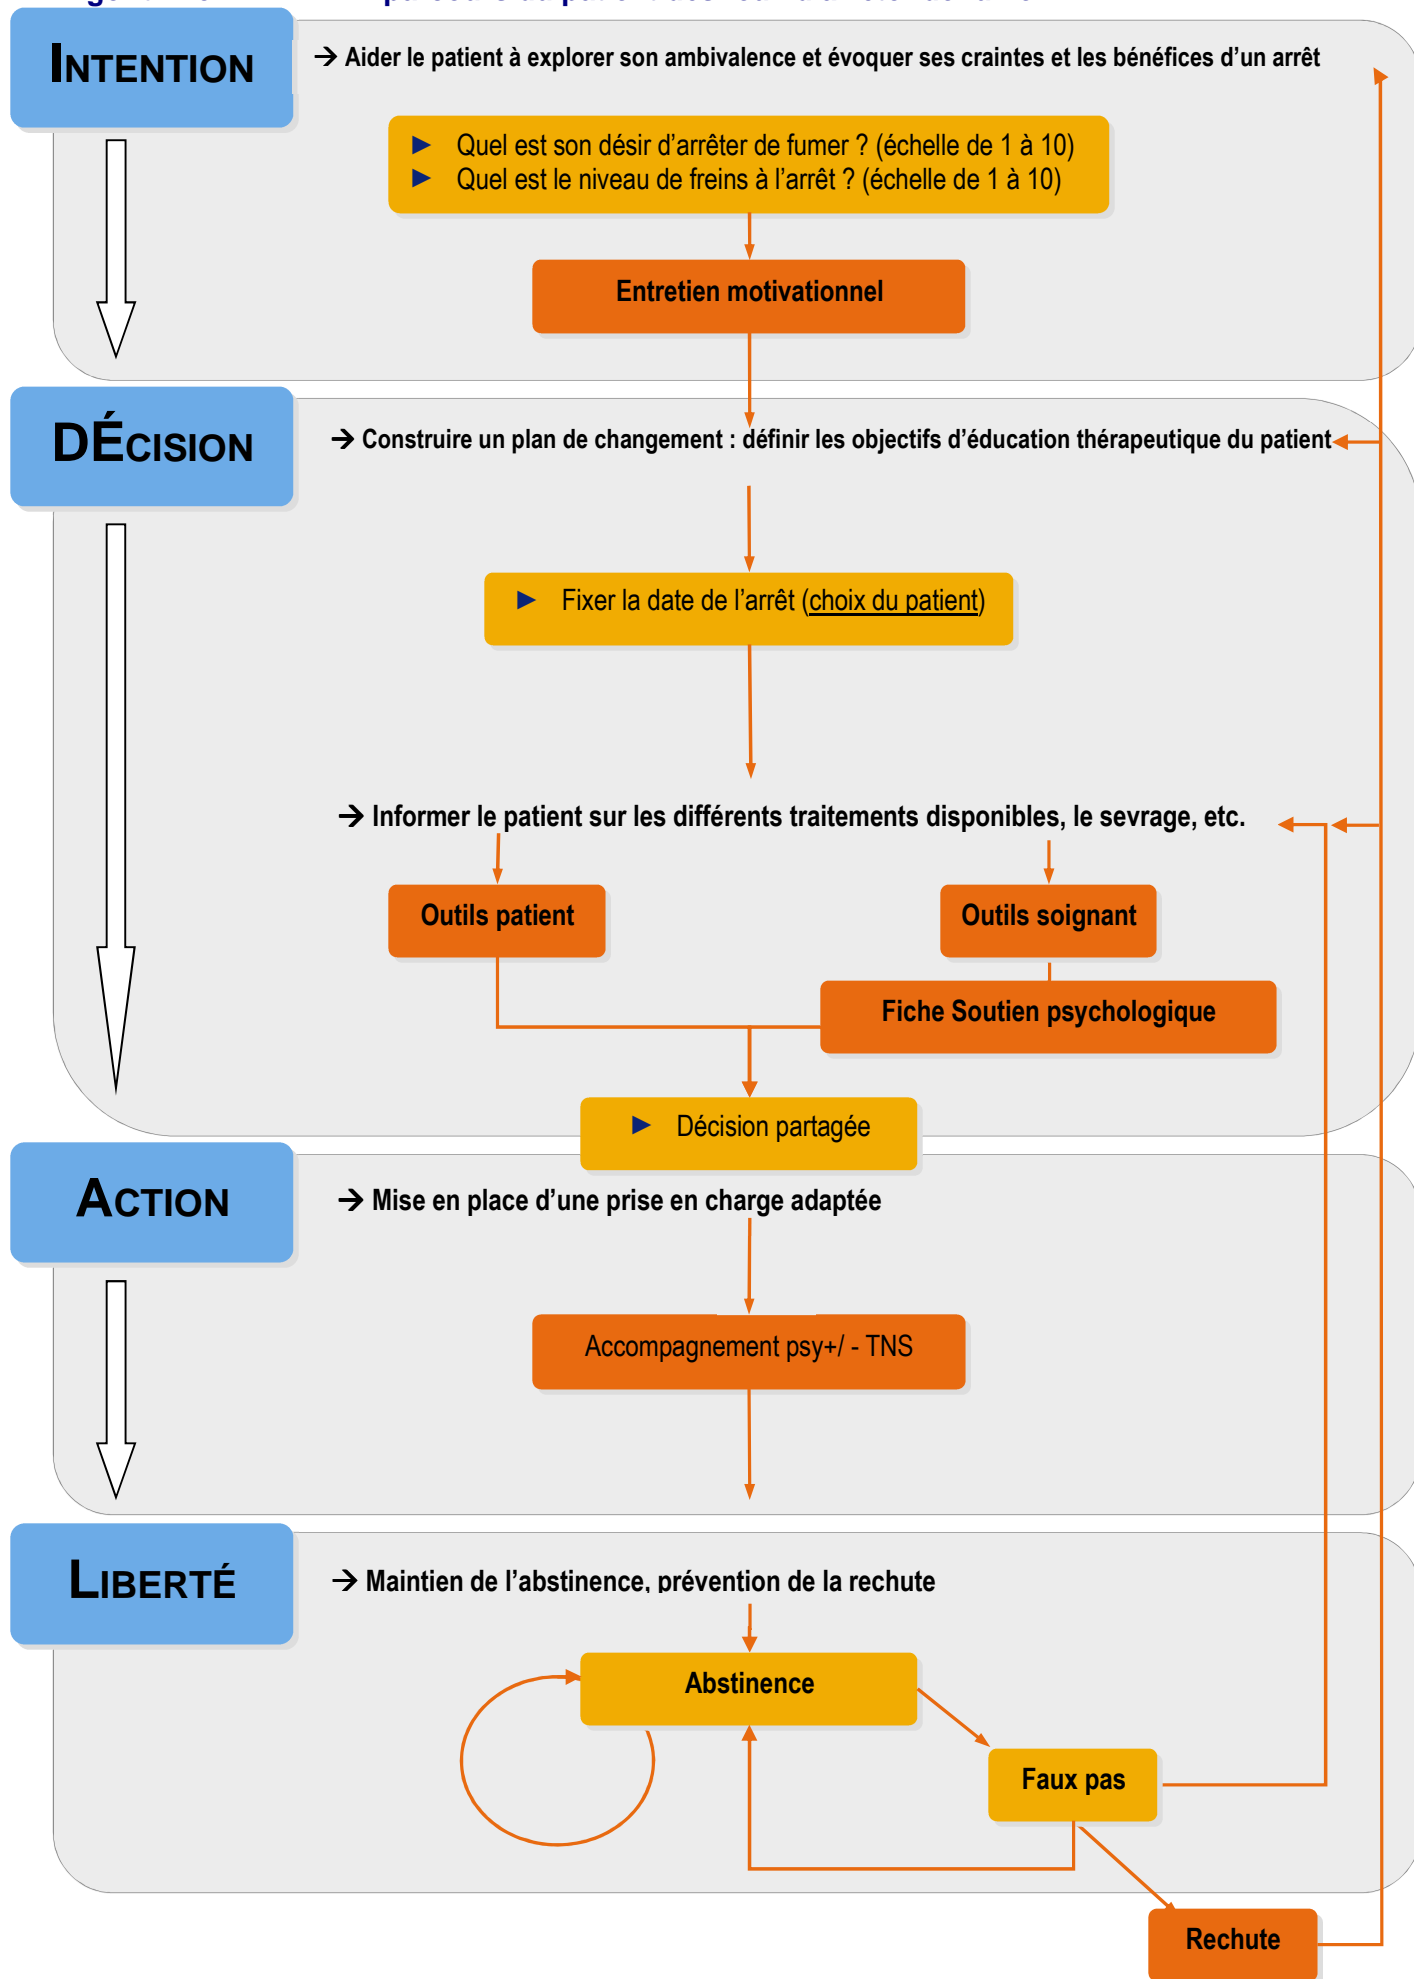 parcours du patient
INTENTION
→ Aider le patient à explorer son ambivalence et évoquer ses craintes et les bénéfices d'un arrêt
► Quel est son désir d'arrêter de fumer ? (échelle de 1 à 10)
► Quel est le niveau de freins à l'arrêt ? (échelle de 1 à 10)
Entretien motivationnel
DÉCISION
→ Construire un plan de changement : définir les objectifs d'éducation thérapeutique du patient
► Fixer la date de l'arrêt (choix du patient)
→ Informer le patient sur les différents traitements disponibles, le sevrage, etc.
Outils patient
Outils soignant
Fiche Soutien psychologique
► Décision partagée
ACTION
→ Mise en place d'une prise en charge adaptée
Accompagnement psy+/ - TNS
LIBERTÉ
→ Maintien de l'abstinence, prévention de la rechute
Abstinence
Faux pas
Rechute